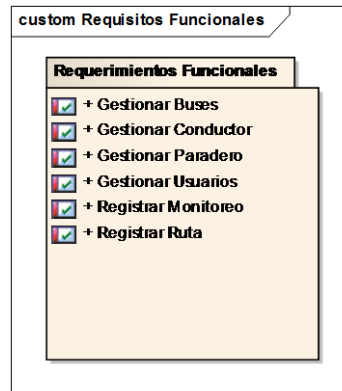 custom Requisitos Funcionales
Requerimientos Funcionales
+ Gestionar Buses
+ Gestionar Conductor
+ Gestionar Paradero
+ Gestionar Usuarios
+ Registrar Monitoreo
+ Registrar Ruta